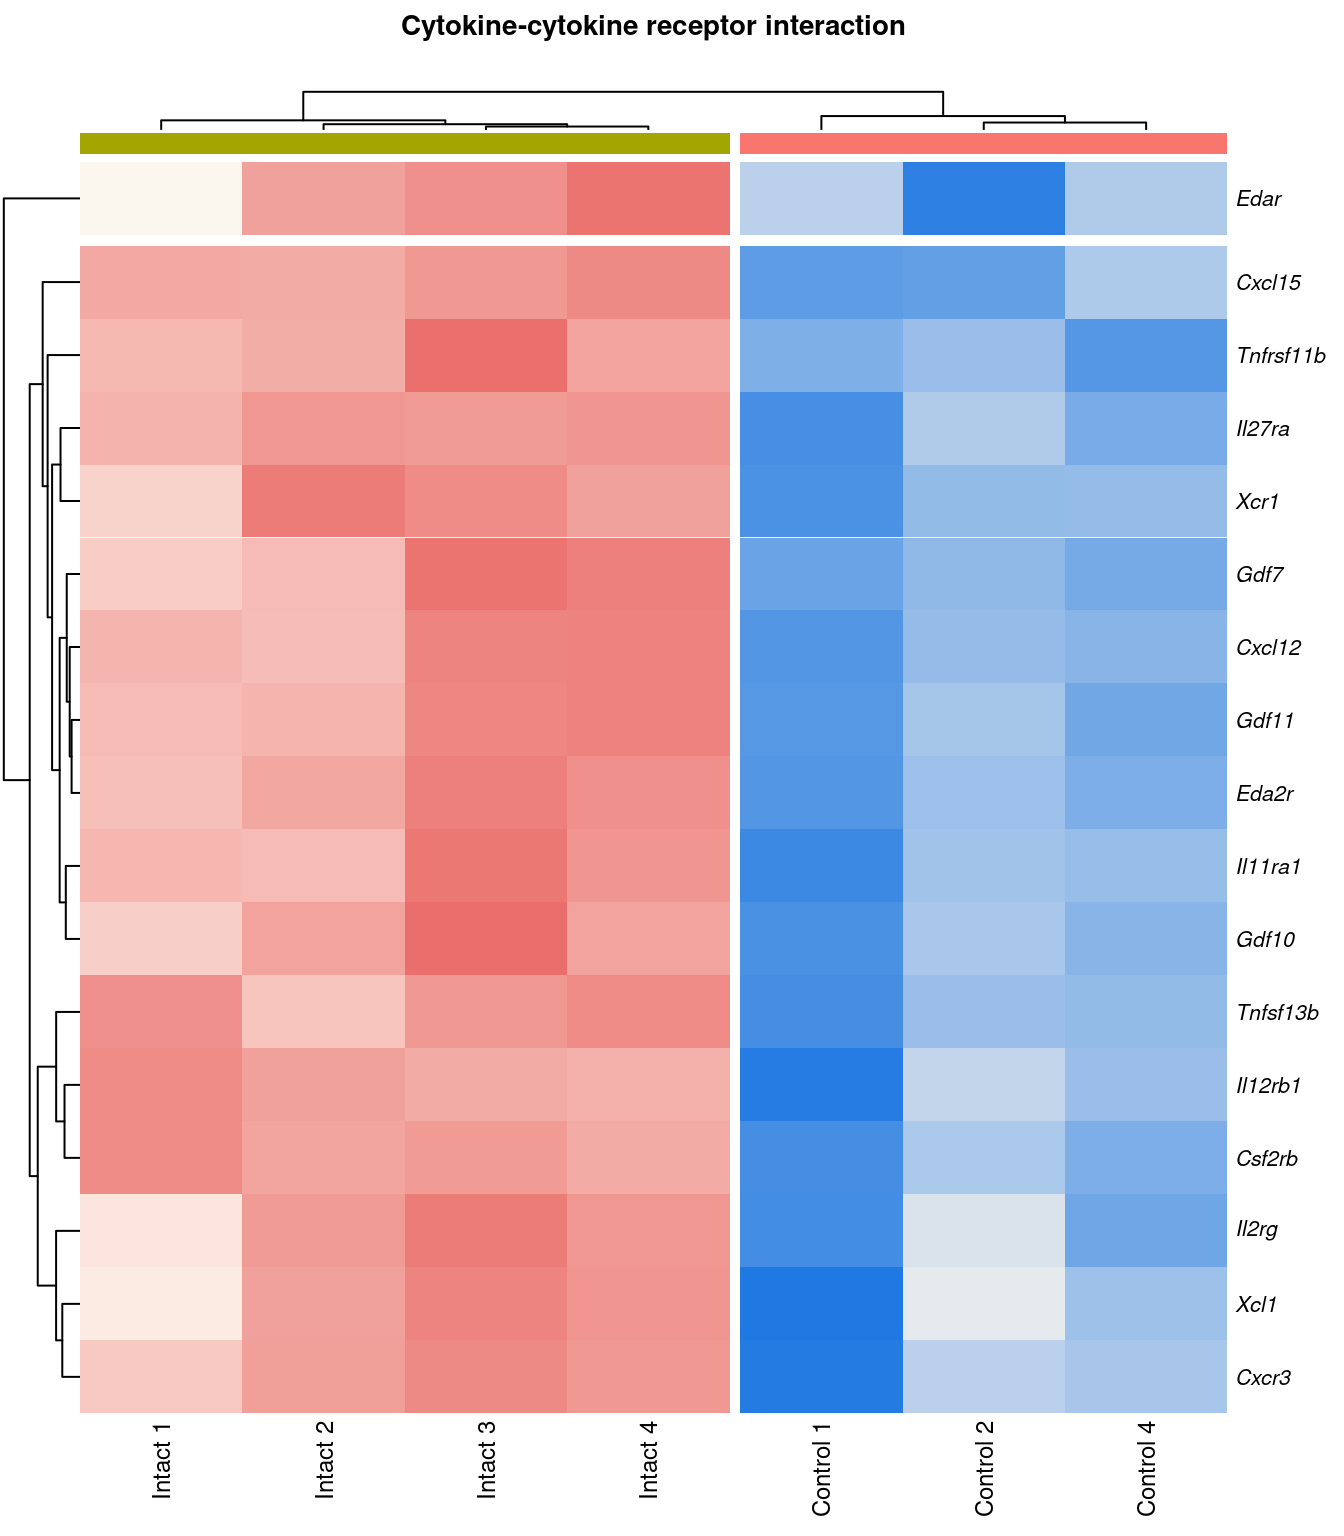 Cytokine-cytokine receptor interaction
Edar
Cxcl15
Tnfrsf11b
Il27ra
Xcr1
Gdf7
Cxcl12
Gdf11
Eda2r
Il11ra1
Gdf10
Tnfsf13b
Il12rb1
Csf2rb
Il2rg
Xcl1
Cxcr3
Intact 1
Intact 2
Intact 3
Intact 4
Control 1
Control 2
Control 4